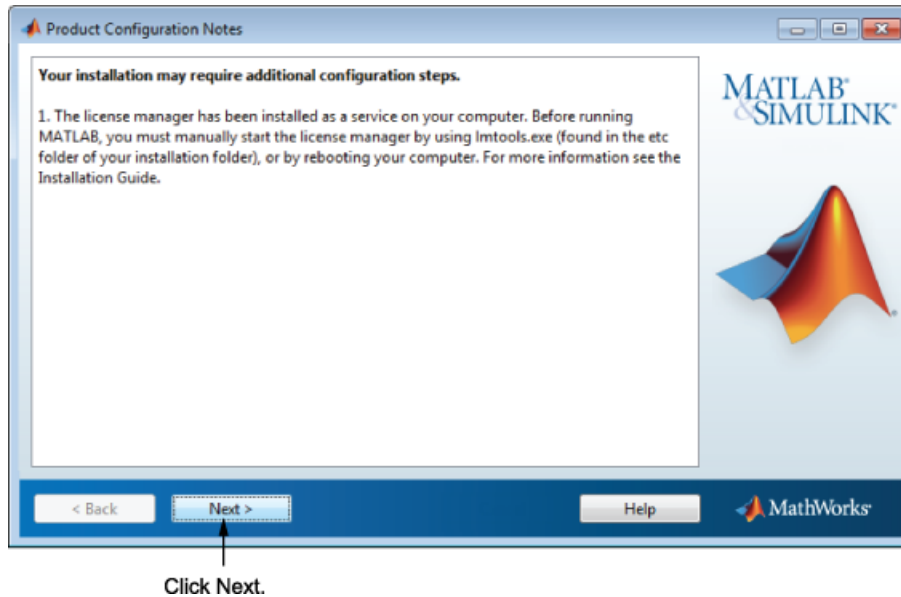 Product Configuration Notes
Your installation may require additional configuration steps.
1. The license manager has been installed as a service on your computer. Before running
MATLAB, you must manually start the license manager by using lmtools.exe (found in the etc
folder of your installation folder), or by rebooting your computer. For more information see the
Installation Guide.
MATLAB®
&SIMULINK®
®
< Back
Next >
Help
MathWorks®
Click Next.